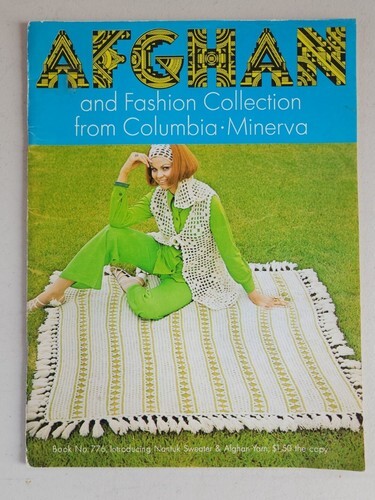 AFGHAN
and Fashion Collection
from Columbia·Minerva
Book No. 776, Introducing Nantuk Sweater & Afghan Yarn, $1.50 the copy